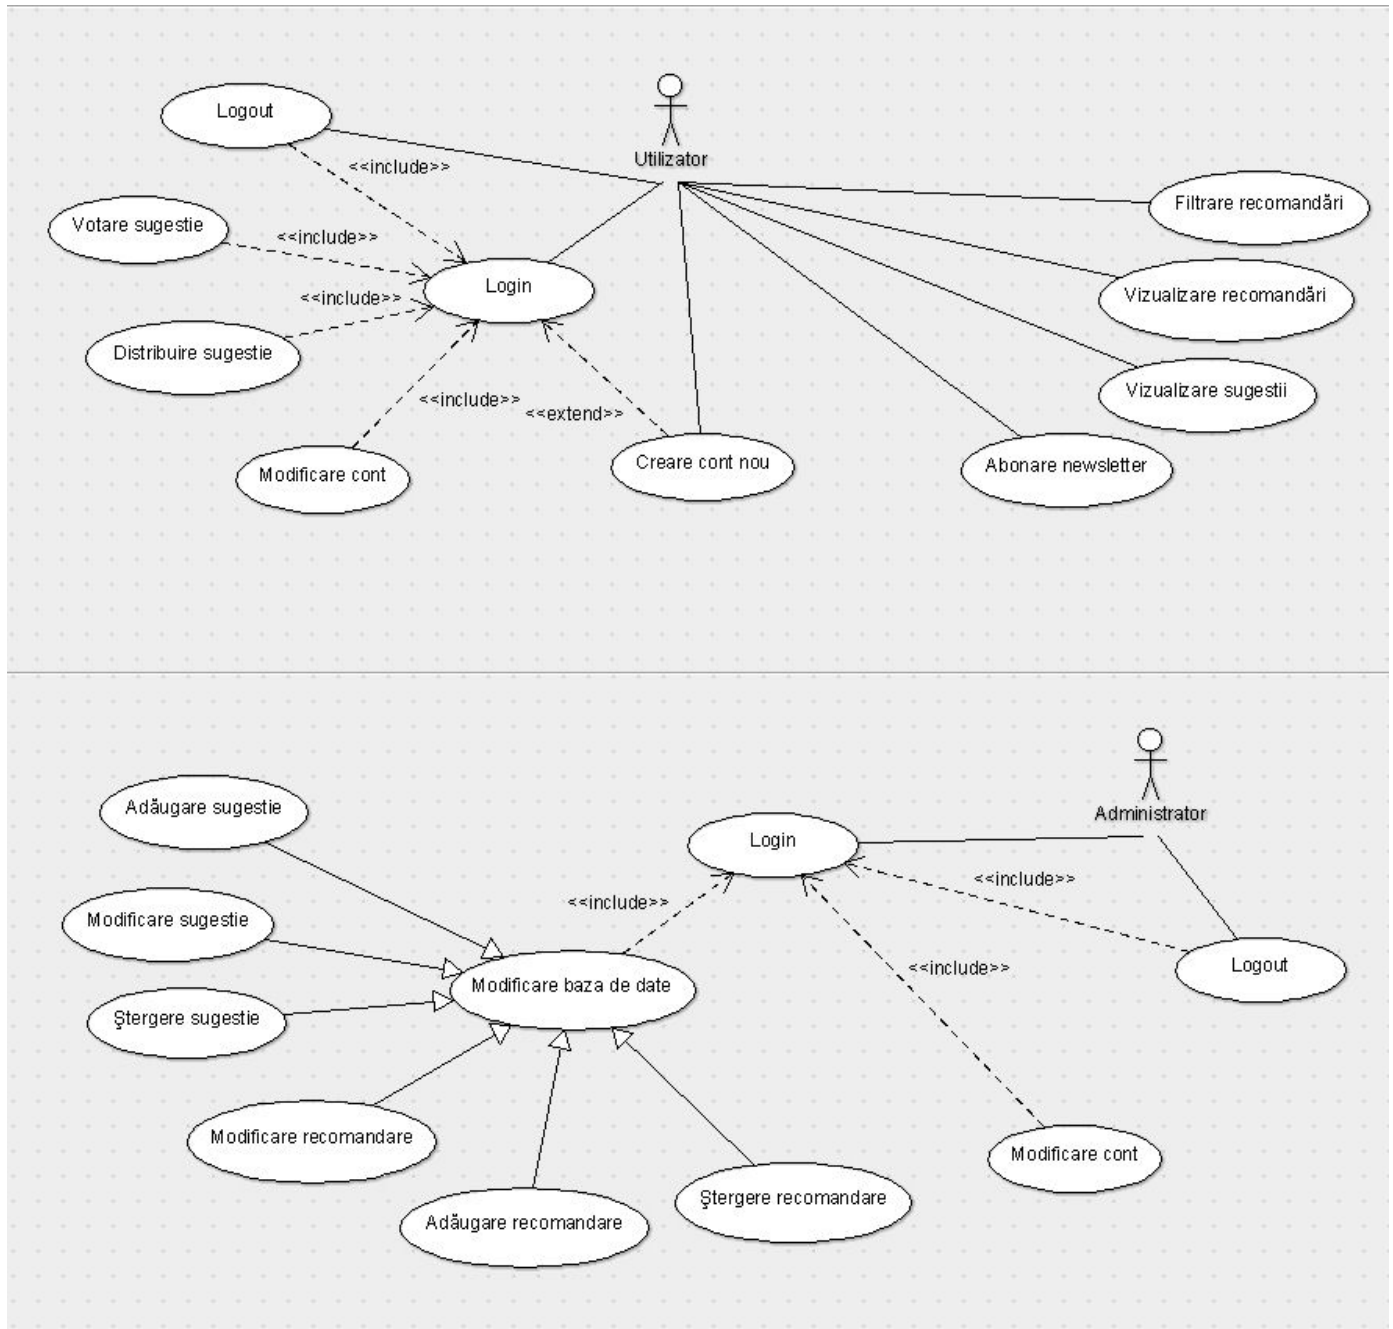 Logout
<<include>>
Utilizator
Votare sugestie
<<include>>
Filtrare recomandări
Login
<<include>>
Vizualizare recomandări
Distribuire sugestie
Vizualizare sugestii
<<include>>
<<extend>>
Modificare cont
Creare cont nou
Abonare newsletter
Adăugare sugestie
Administrator
Login
<<include>>
<<include>>
Modificare sugestie
<<include>>
Logout
Modificare baza de date
Ştergere sugestie
Modificare recomandare
Modificare cont
Ştergere recomandare
Adăugare recomandare